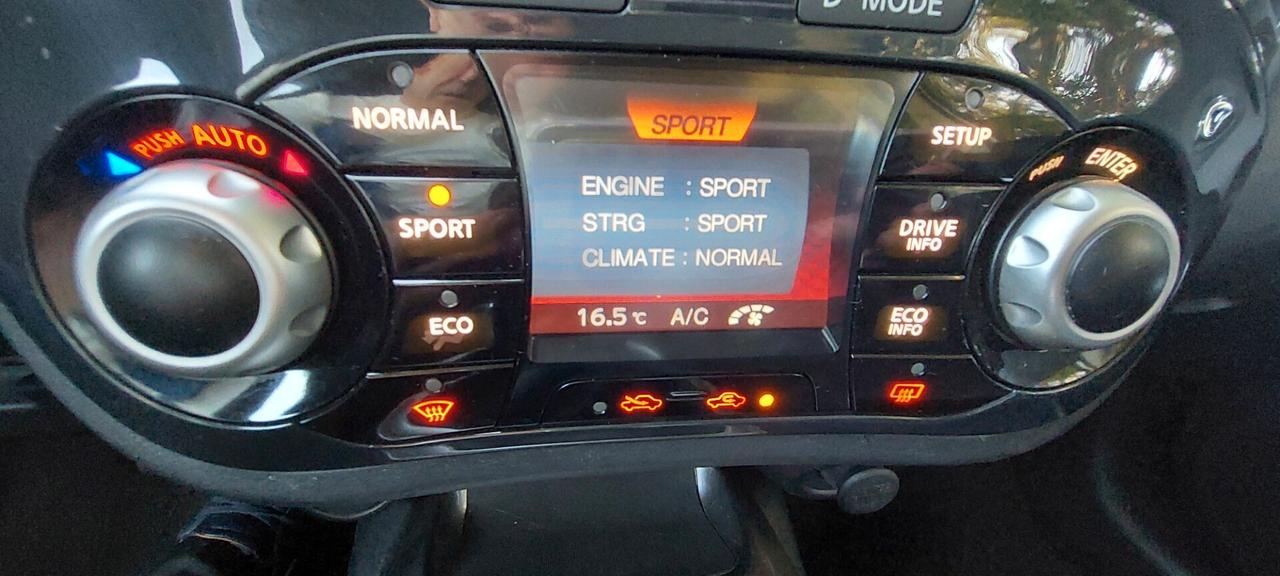 D-MODE
NORMAL
PUSH AUTO
SPORT
ECO
SPORT
ENGINE : SPORT
STRG : SPORT
CLIMATE : NORMAL
16.5°C A/C
SETUP
PUSH ENTER
DRIVE
INFO
ECO
INFO